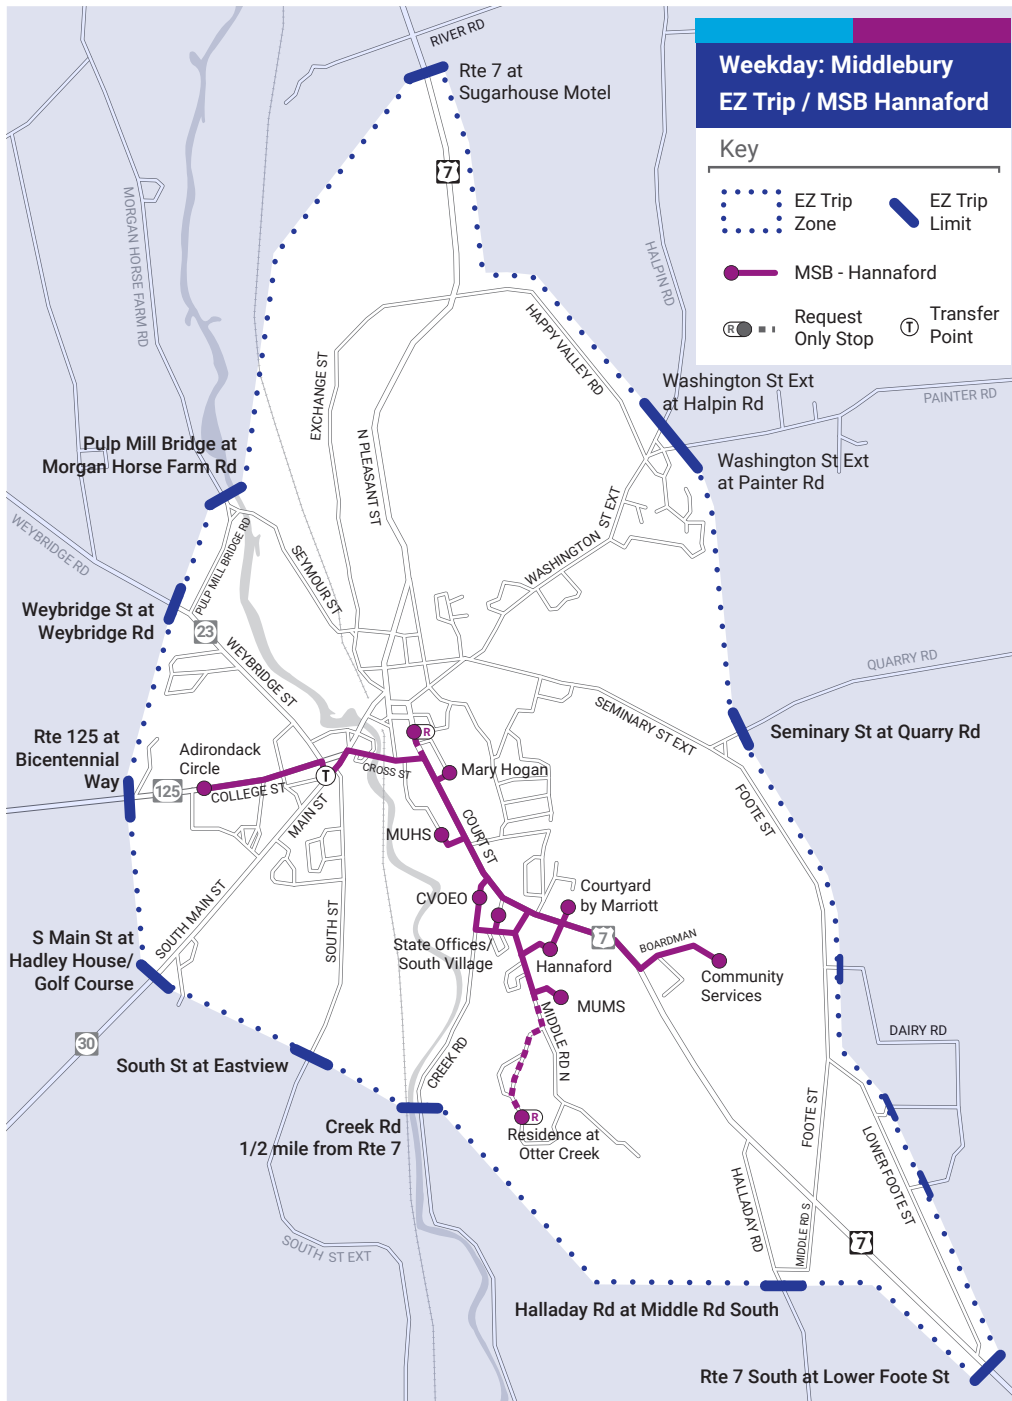 Weekday: Middlebury
EZ Trip / MSB Hannaford
Key
EZ Trip
Zone
EZ Trip
Limit
MSB - Hannaford
R
Request
Only Stop
T
Transfer
Point
RIVER RD
Rte 7 at
Sugarhouse Motel
7
MORGAN HORSE FARM RD
HALPIN RD
HAPPY VALLEY RD
EXCHANGE ST
N PLEASANT ST
Washington St Ext
at Halpin Rd
PAINTER RD
Washington St Ext
at Painter Rd
Pulp Mill Bridge at
Morgan Horse Farm Rd
WEYBRIDGE RD
PULP MILL BRIDGE RD
SEYMOUR ST
WASHINGTON ST EXT
Weybridge St at
Weybridge Rd
23
WEYBRIDGE ST
QUARRY RD
SEMINARY ST EXT
Seminary St at Quarry Rd
Rte 125 at
Bicentennial
Way
Adirondack
Circle
125
COLLEGE ST
T
MAIN ST
CROSS ST
R
Mary Hogan
MUHS
COURT ST
FOOTE ST
CVOEO
Courtyard
by Marriott
State Offices/
South Village
Hannaford
7
BOARDMAN
Community
Services
MUMS
SOUTH MAIN ST
SOUTH ST
S Main St at
Hadley House/
Golf Course
30
South St at Eastview
CREEK RD
MIDDLE RD N
DAIRY RD
Creek Rd
1/2 mile from Rte 7
R
Residence at
Otter Creek
FOOTE ST
LOWER FOOTE ST
HALLADAY RD
MIDDLE RD S
7
SOUTH ST EXT
Halladay Rd at Middle Rd South
Rte 7 South at Lower Foote St